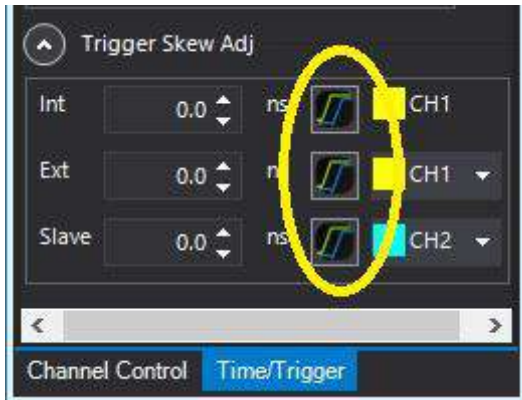 Trigger Skew Adj
Int 0.0 ns CH1
Ext 0.0 n CH1
Slave 0.0 ns CH2
Channel Control Time/Trigger